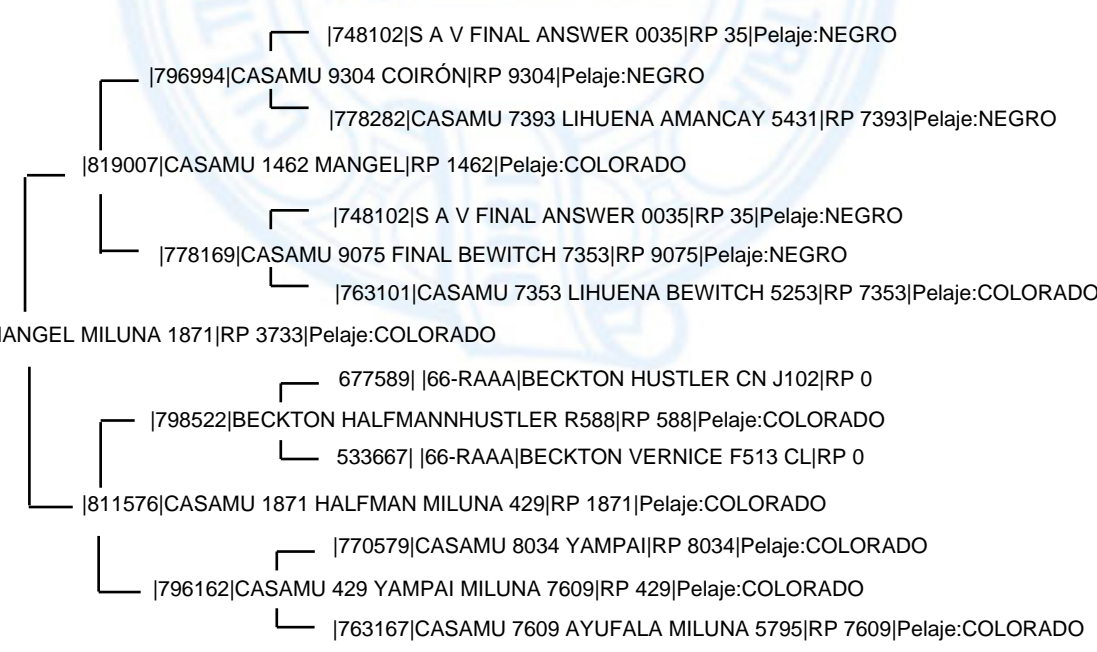 |748102|S A V FINAL ANSWER 0035|RP 35|Pelaje:NEGRO
|796994|CASAMU 9304 COIRÓN|RP 9304|Pelaje:NEGRO
|778282|CASAMU 7393 LIHUENA AMANCAY 5431|RP 7393|Pelaje:NEGRO
|819007|CASAMU 1462 MANGEL|RP 1462|Pelaje:COLORADO
|748102|S A V FINAL ANSWER 0035|RP 35|Pelaje:NEGRO
|778169|CASAMU 9075 FINAL BEWITCH 7353|RP 9075|Pelaje:NEGRO
|763101|CASAMU 7353 LIHUENA BEWITCH 5253|RP 7353|Pelaje:COLORADO
MANGEL MILUNA 1871|RP 3733|Pelaje:COLORADO
677589| |66-RAAA|BECKTON HUSTLER CN J102|RP 0
|798522|BECKTON HALFMANNHUSTLER R588|RP 588|Pelaje:COLORADO
533667| |66-RAAA|BECKTON VERNICE F513 CL|RP 0
|811576|CASAMU 1871 HALFMAN MILUNA 429|RP 1871|Pelaje:COLORADO
|770579|CASAMU 8034 YAMPAI|RP 8034|Pelaje:COLORADO
|796162|CASAMU 429 YAMPAI MILUNA 7609|RP 429|Pelaje:COLORADO
|763167|CASAMU 7609 AYUFALA MILUNA 5795|RP 7609|Pelaje:COLORADO